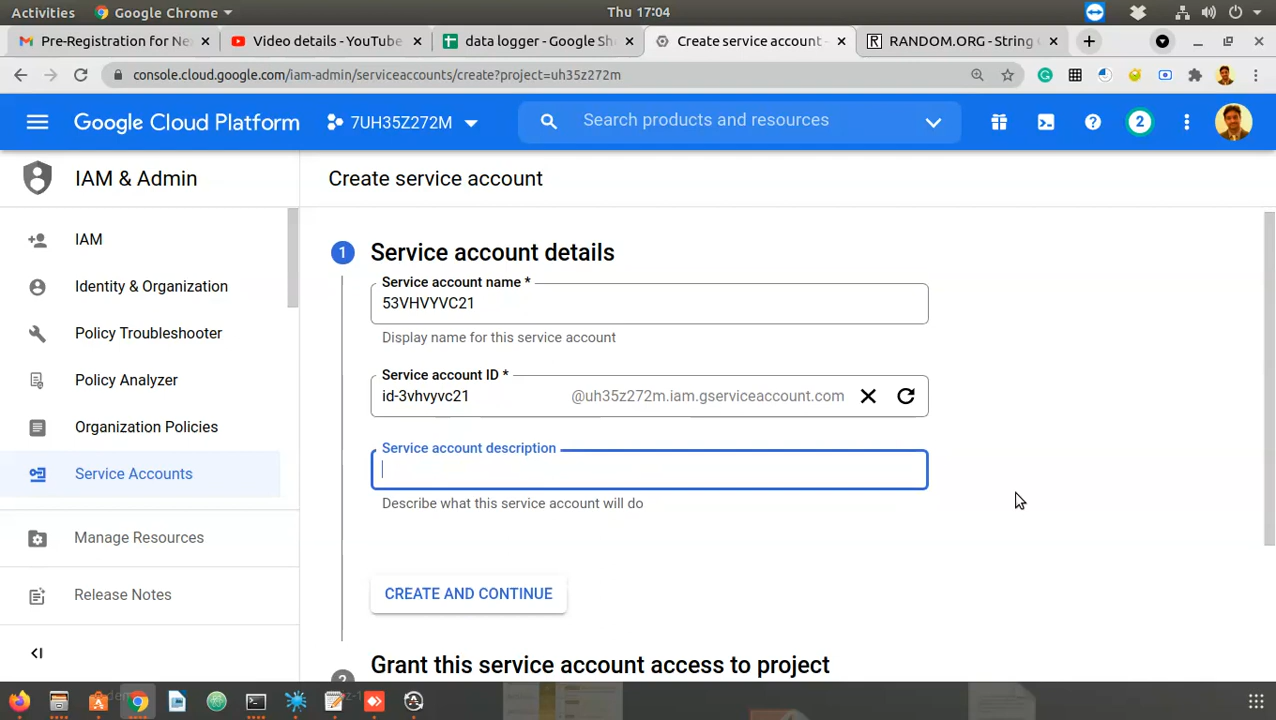 Activities
Google Chrome
Thu 17:04
Pre-Registration for Ne
Video details - YouTub
data logger - Google Sh
Create service account -
RANDOM.ORG - String G
console.cloud.google.com/iam-admin/serviceaccounts/create?project=uh35z272m
Google Cloud Platform
7UH35Z272M
Search products and resources
2
IAM & Admin
Create service account
IAM
Identity & Organization
Policy Troubleshooter
Policy Analyzer
Organization Policies
Service Accounts
Manage Resources
Release Notes
1
Service account details
Service account name *
53VHVYVC21
Display name for this service account
Service account ID *
id-3vhvyvc21
@uh35z272m.iam.gserviceaccount.com
Service account description
Describe what this service account will do
CREATE AND CONTINUE
2
Grant this service account access to project